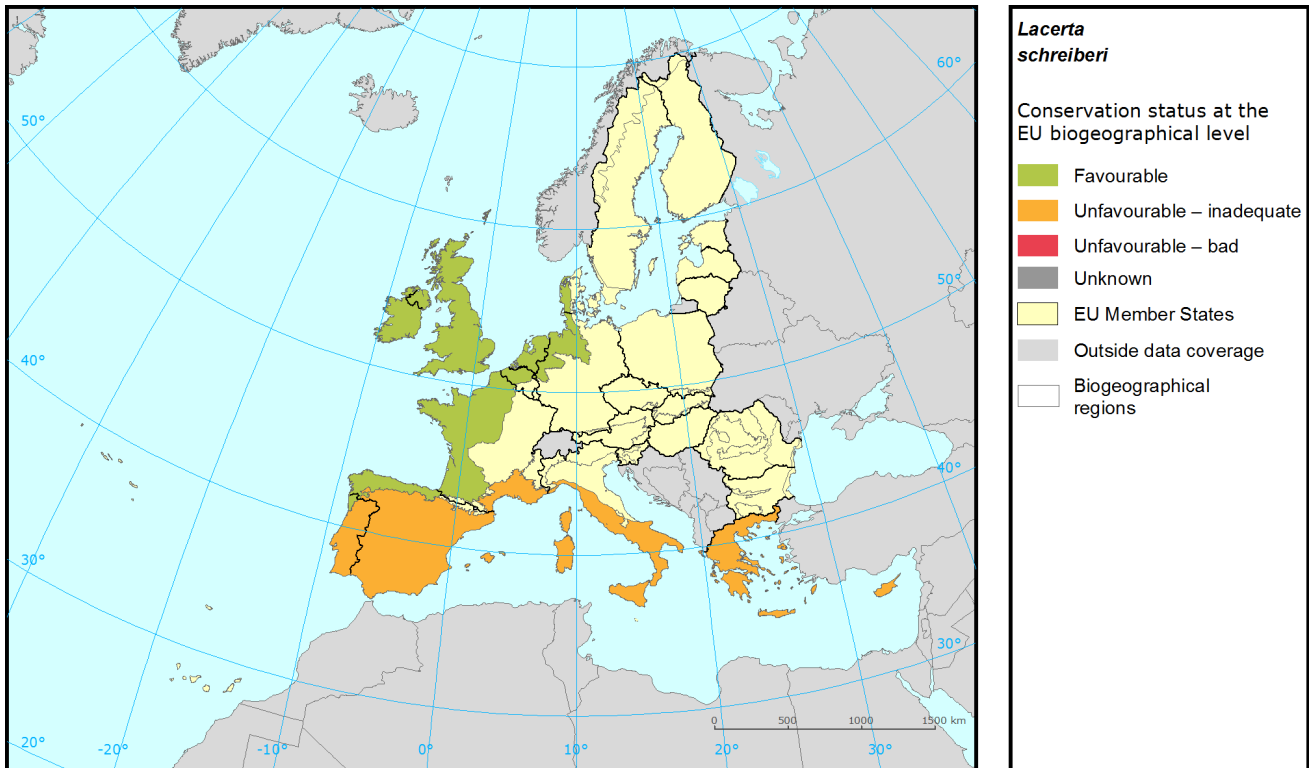 Lacerta
schreiberi
Conservation status at the
EU biogeographical level
Favourable
Unfavourable – inadequate
Unfavourable – bad
Unknown
EU Member States
Outside data coverage
Biogeographical
regions
60°
50°
50°
40°
40°
30°
30°
20°
-20°
-10°
0°
10°
20°
30°
0 500 1000 1500 km